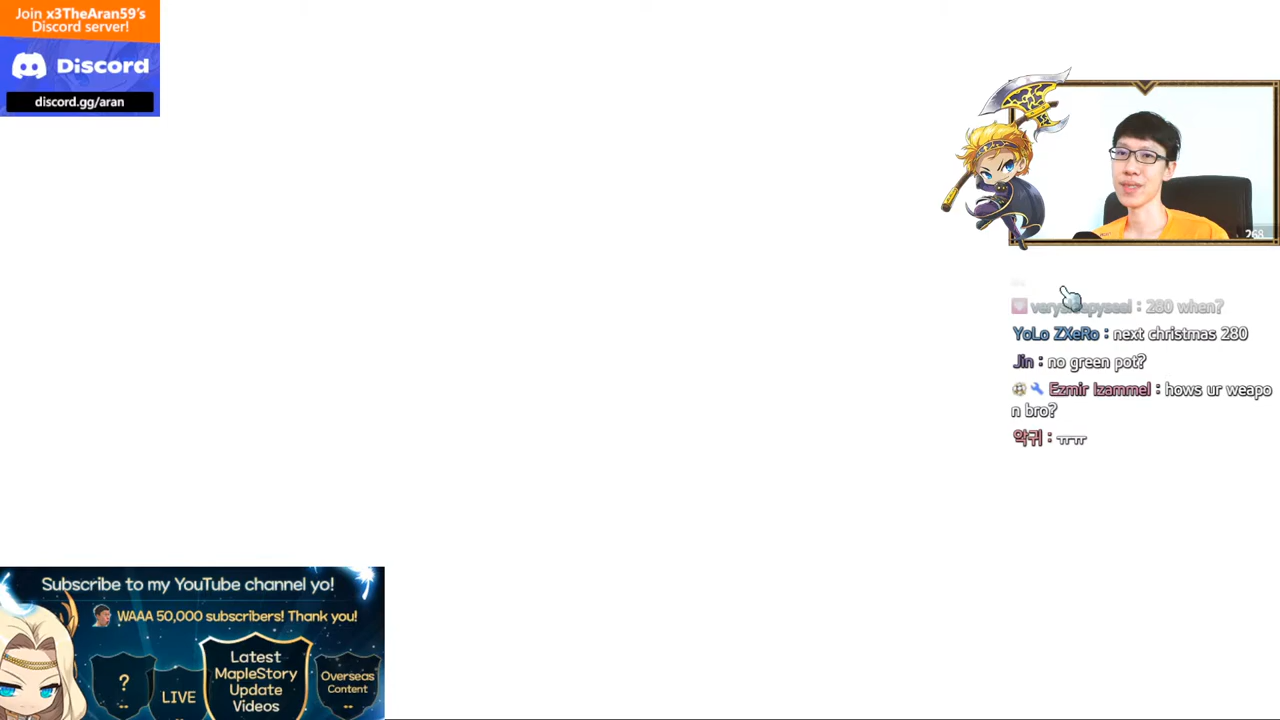 Join x3TheAran59's
Discord server!
Discord
discord.gg/aran
268
verysleepyseal : 280 when?
YoLo ZXeRo : next christmas 280
Jin : no green pot?
Ezmir Izammel : hows ur weapo
n bro?
악귀 : ㅠㅠ
Subscribe to my YouTube channel yo!
WAAA 50,000 subscribers! Thank you!
?
--
LIVE
--
Latest
MapleStory
Update
Videos
Overseas
Content
--